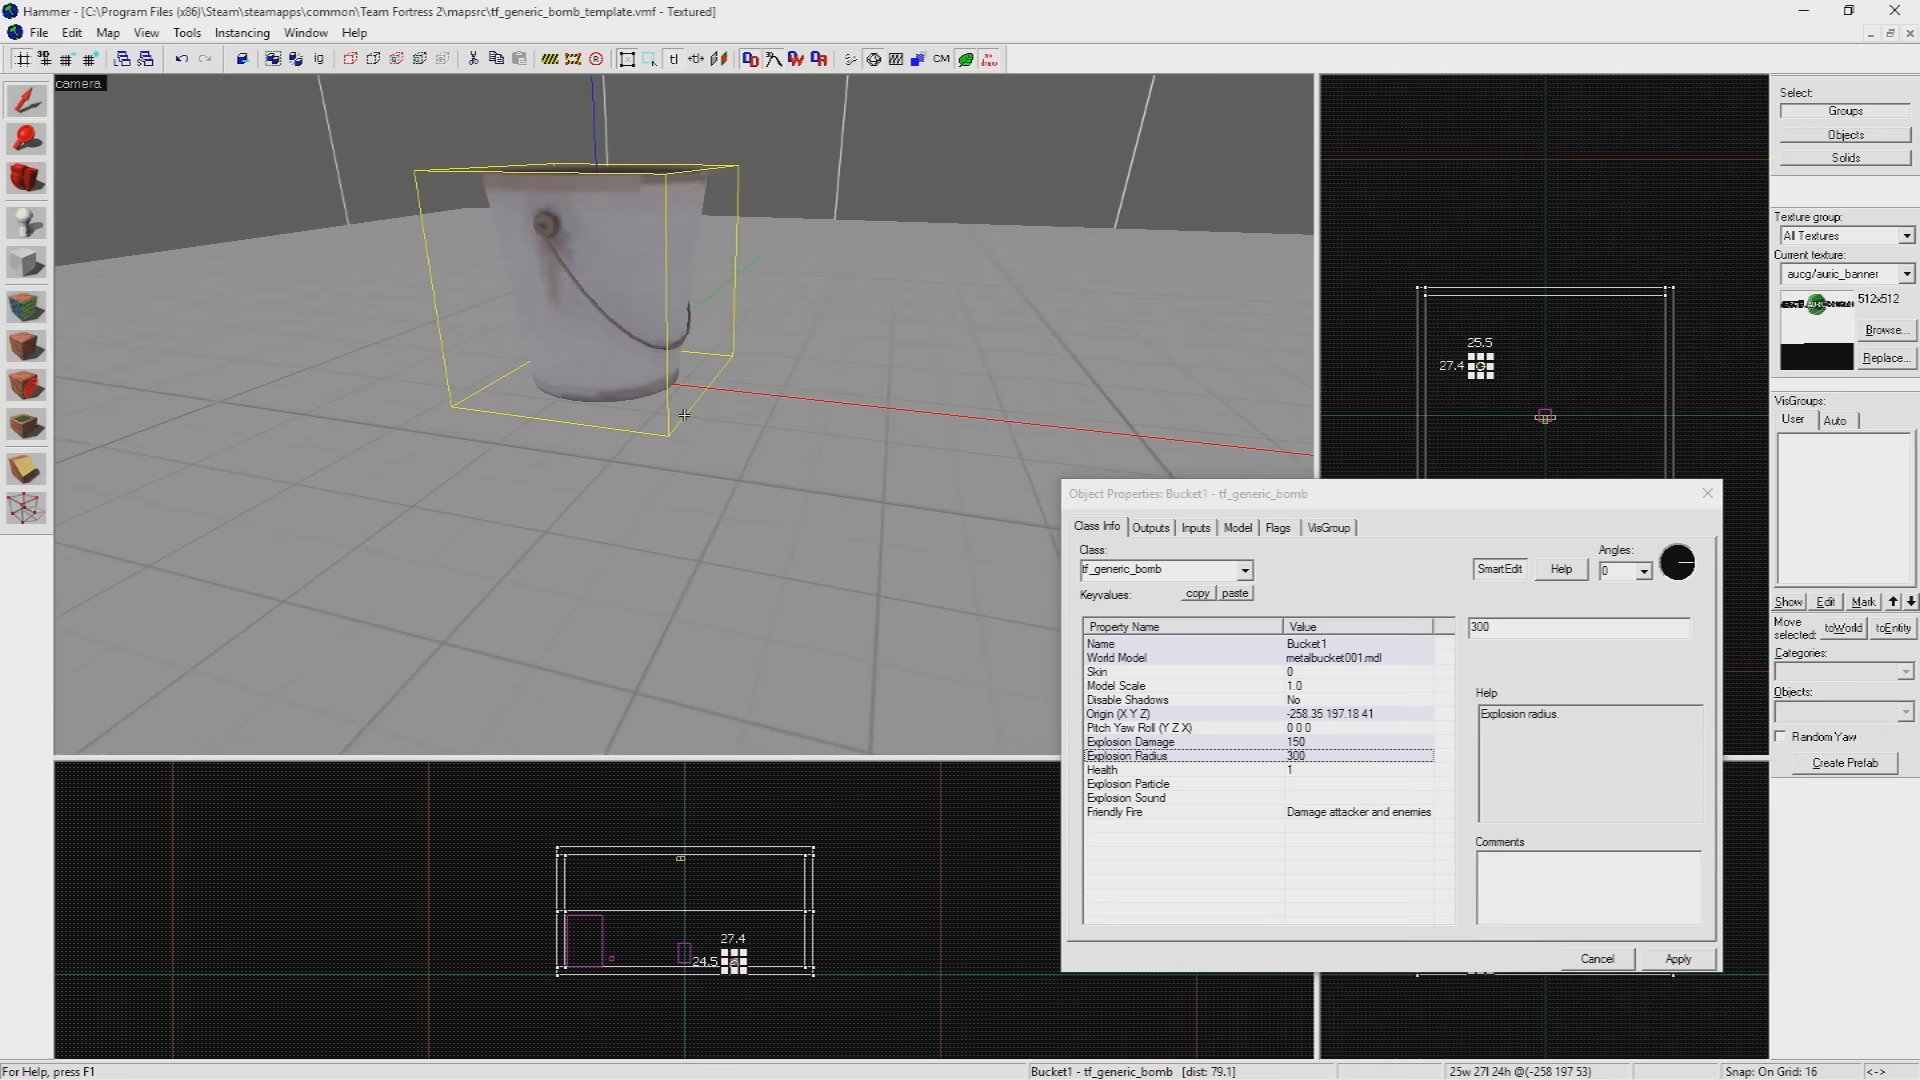 Hammer - [C:\Program Files (x86)\Steam\steamapps\common\Team Fortress 2\mapsrc\tf_generic_bomb_template.vmf - Textured]
File Edit Map View Tools Instancing Window Help
camera
25.5
27.4
27.4
24.5
Select:
Groups
Objects
Solids
Texture group:
All Textures
Current texture:
aucg/auric_banner
512x512
Browse...
Replace...
VisGroups:
User Auto
Show Edit Mark
Move selected: toWorld toEntity
Categories:
Objects:
Random Yaw
Create Prefab
Object Properties: Bucket1 - tf_generic_bomb
Class Info Outputs Inputs Model Flags VisGroup
Class:
tf_generic_bomb
SmartEdit Help
Angles:
0
Keyvalues: copy paste
Property Name Value
300
Name Bucket1
World Model metalbucket001.mdl
Skin 0
Model Scale 1.0
Disable Shadows No
Origin (X Y Z) -258.35 197.18 41
Pitch Yaw Roll (Y Z X) 0 0 0
Explosion Damage 150
Explosion Radius 300
Health 1
Explosion Particle
Explosion Sound
Friendly Fire Damage attacker and enemies
Help
Explosion radius.
Comments
Cancel Apply
For Help, press F1
Bucket1 - tf_generic_bomb [dist: 79.1]
25w 27l 24h @(-258 197 53)
Snap: On Grid: 16
<->